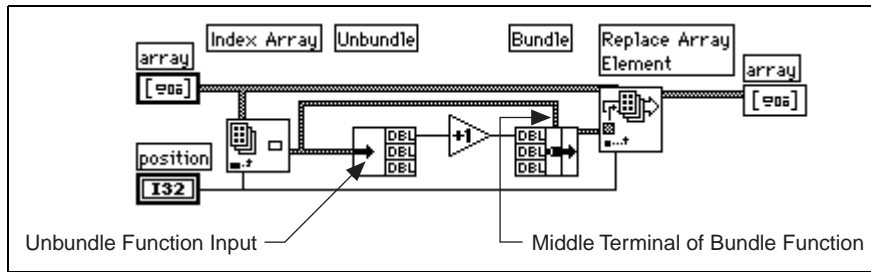 Index Array
Unbundle
Bundle
Replace Array
Element
array
array
DBL
DBL
DBL
+1
DBL
DBL
DBL
position
I32
Unbundle Function Input
Middle Terminal of Bundle Function